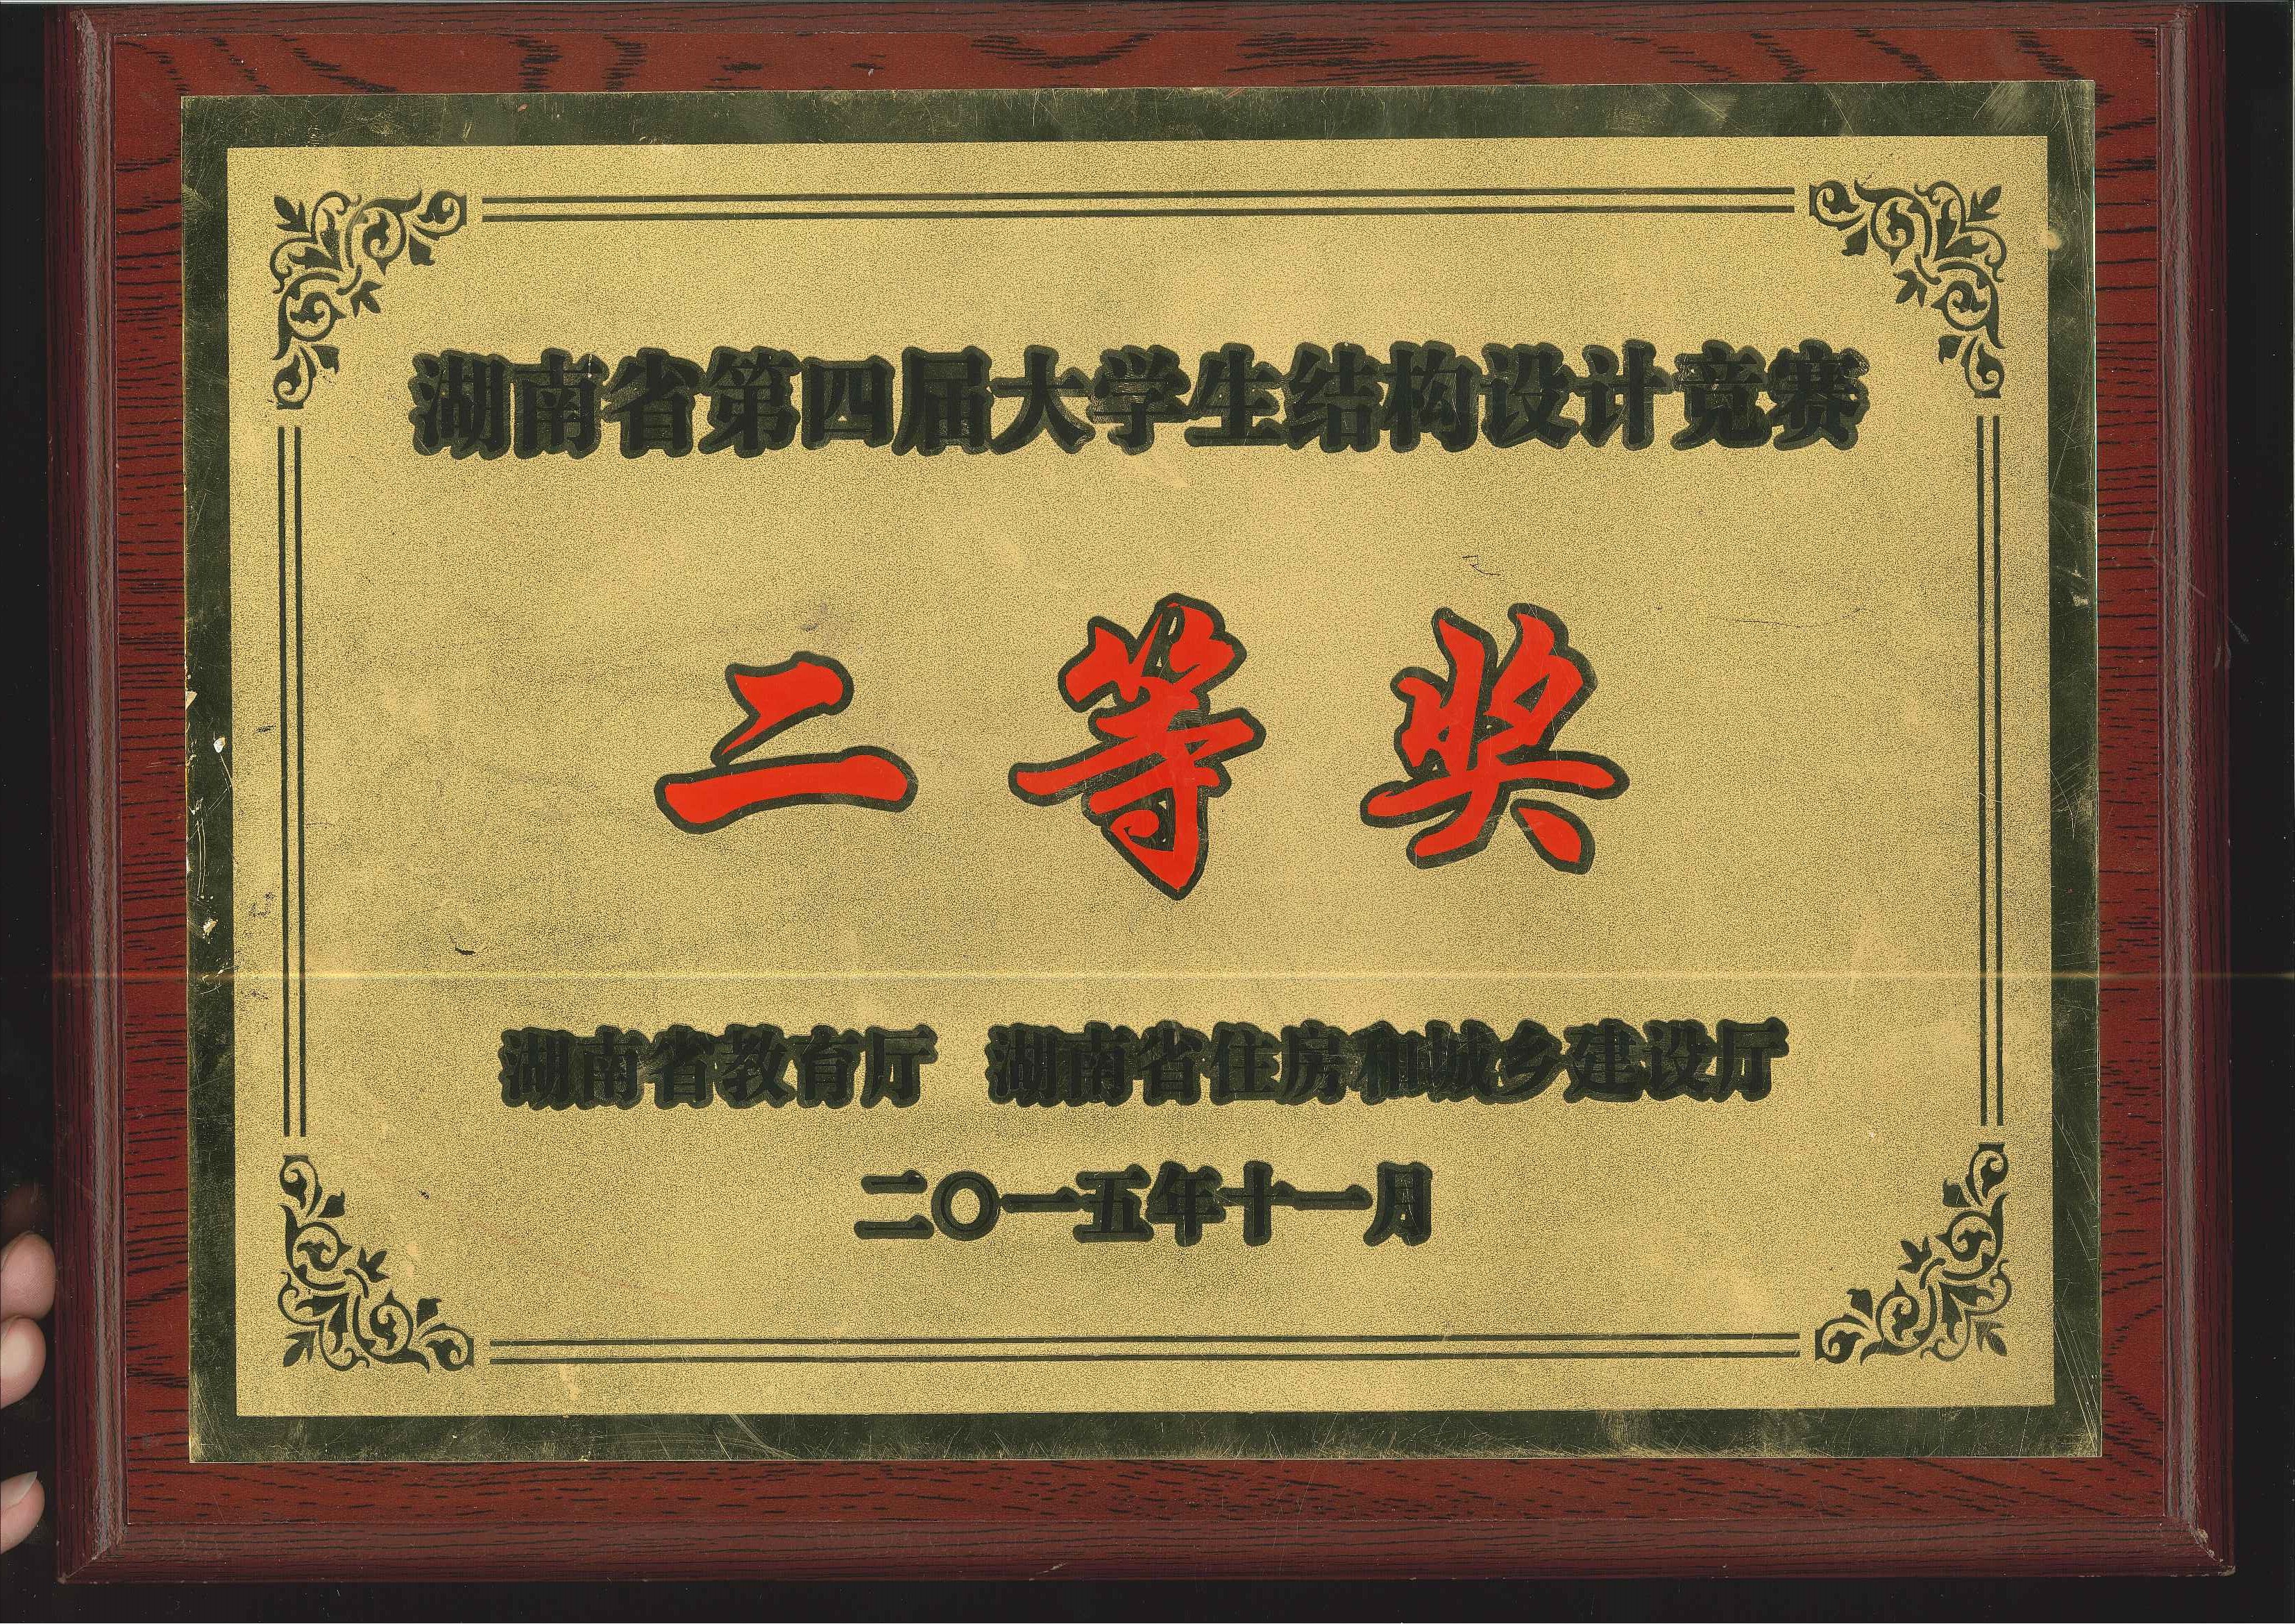 湖南省第四届大学生结构设计竞赛
二等奖
湖南省教育厅 湖南省住房和城乡建设厅
二〇一五年十一月